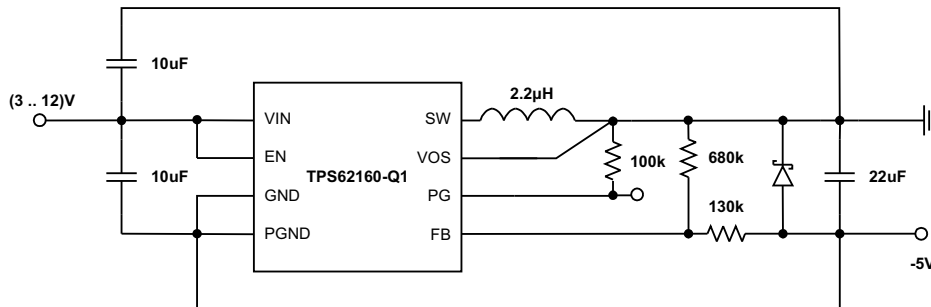 10uF
(3 .. 12)V
2.2µH
VIN
SW
EN
VOS
100k
680k
10uF
TPS62160-Q1
22uF
GND
PG
130k
PGND
FB
-5V